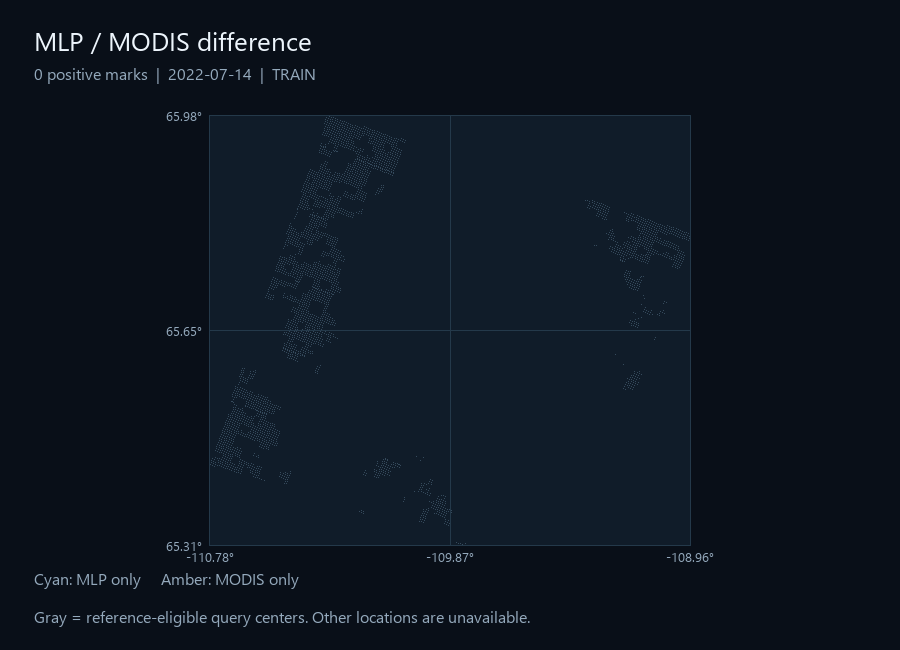 MLP / MODIS difference
0 positive marks | 2022-07-14 | TRAIN
65.98°
65.65°
65.31°
-110.78° -109.87° -108.96°
Cyan: MLP only Amber: MODIS only
Gray = reference-eligible query centers. Other locations are unavailable.